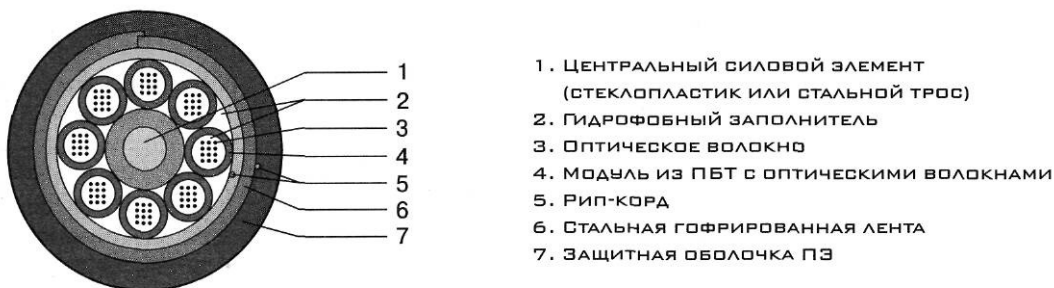 1
2
3
4
5
6
7
1. Центральный силовой элемент
(стеклопластик или стальной трос)
2. Гидрофобный заполнитель
3. Оптическое волокно
4. Модуль из ПБТ с оптическими волокнами
5. Рип-корд
6. Стальная гофрированная лента
7. Защитная оболочка ПЭ